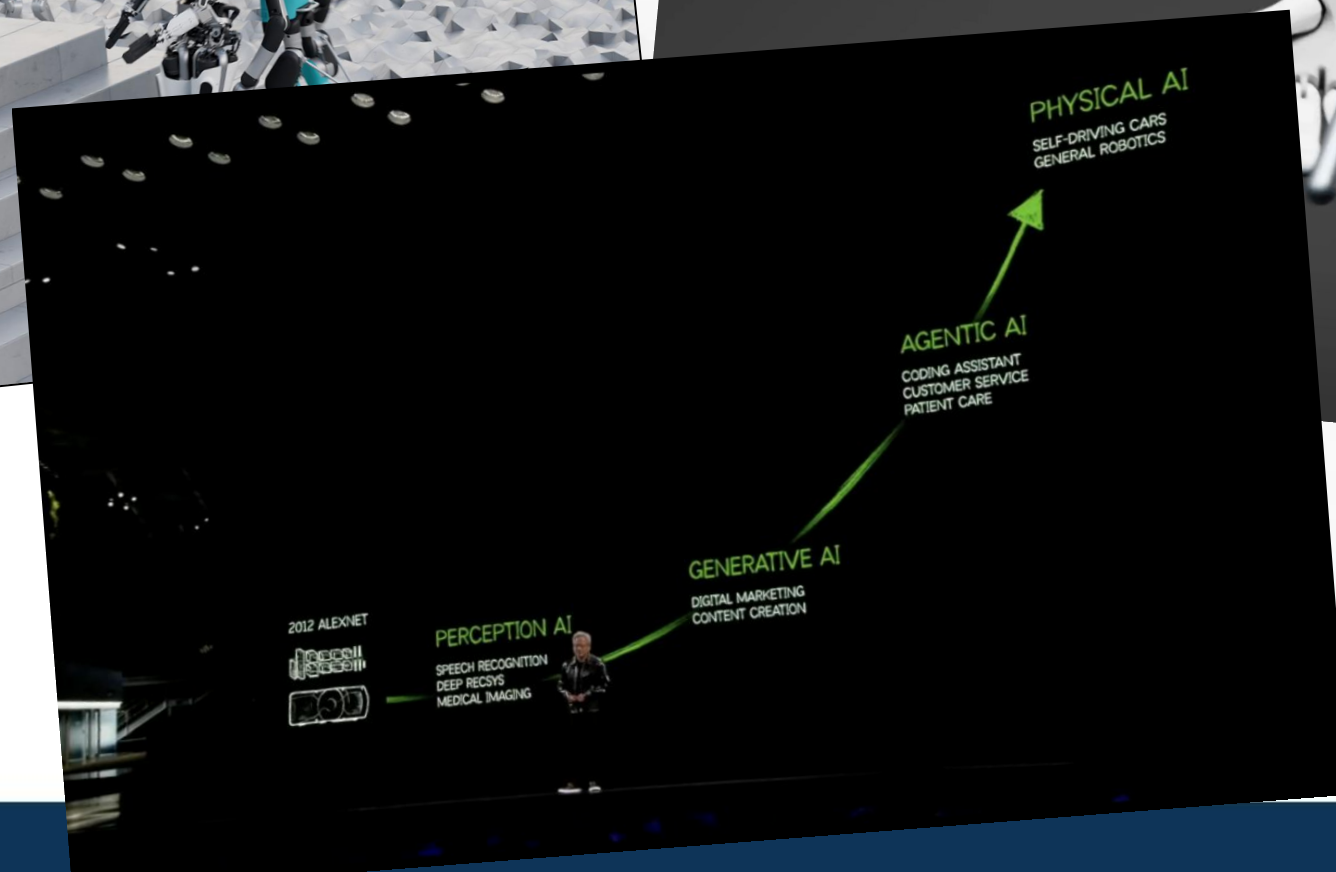 PHYSICAL AI
SELF-DRIVING CARS
GENERAL ROBOTICS
AGENTIC AI
CODING ASSISTANT
CUSTOMER SERVICE
PATIENT CARE
GENERATIVE AI
DIGITAL MARKETING
CONTENT CREATION
PERCEPTION AI
SPEECH RECOGNITION
DEEP RECSYS
MEDICAL IMAGING
2012 ALEXNET